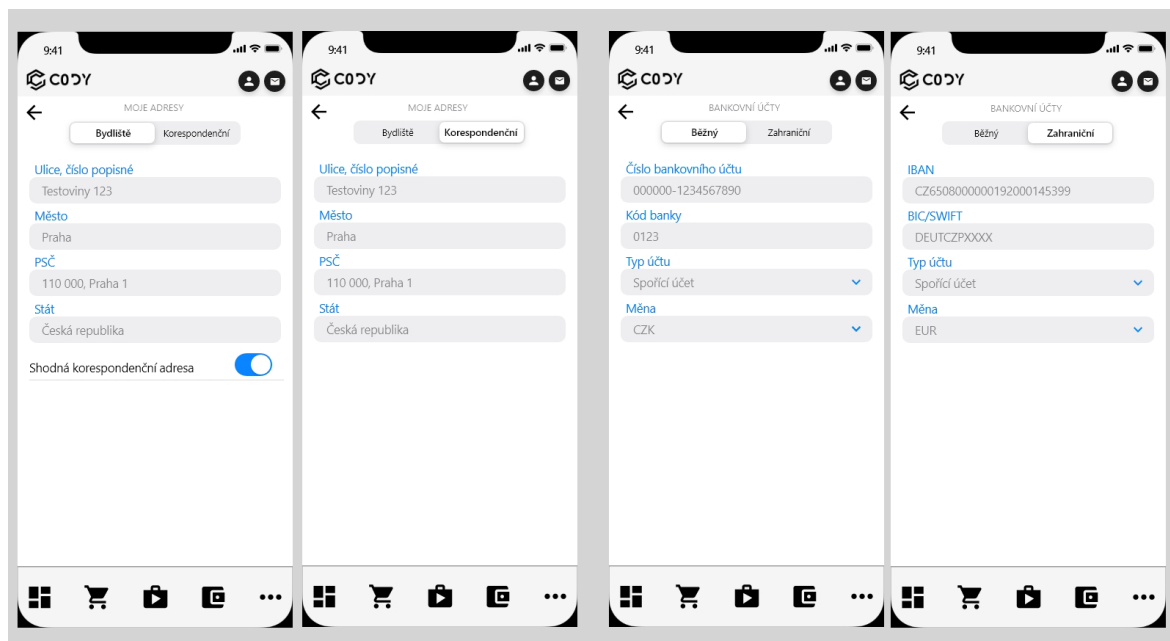 9:41
C0DY
MOJE ADRESY
Bydliště Korespondenční
Ulice, číslo popisné
Testoviny 123
Město
Praha
PSČ
110 000, Praha 1
Stát
Česká republika
Shodná korespondenční adresa
9:41
C0DY
MOJE ADRESY
Bydliště Korespondenční
Ulice, číslo popisné
Testoviny 123
Město
Praha
PSČ
110 000, Praha 1
Stát
Česká republika
9:41
C0DY
BANKOVNÍ ÚČTY
Běžný Zahraniční
Číslo bankovního účtu
000000-1234567890
Kód banky
0123
Typ účtu
Spořící účet
Měna
CZK
9:41
C0DY
BANKOVNÍ ÚČTY
Běžný Zahraniční
IBAN
CZ6508000000192000145399
BIC/SWIFT
DEUTCZPXXXX
Typ účtu
Spořící účet
Měna
EUR